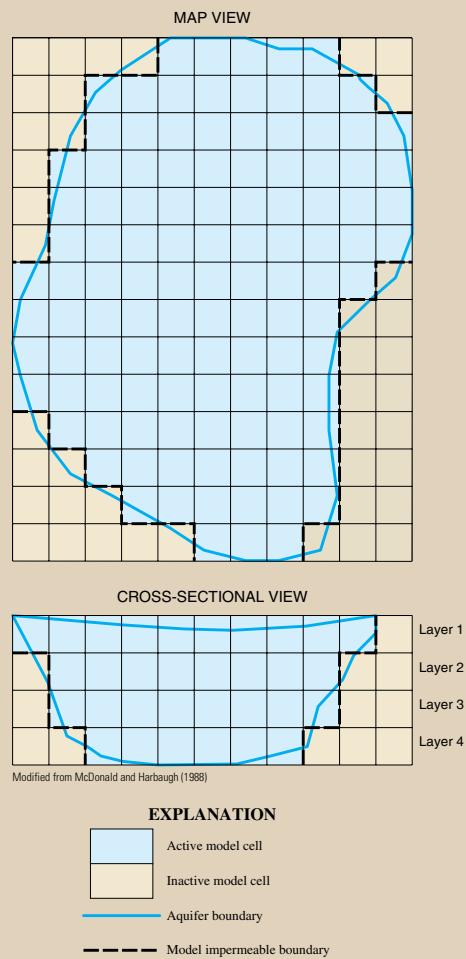 MAP VIEW
CROSS-SECTIONAL VIEW
Layer 1
Layer 2
Layer 3
Layer 4
Modified from McDonald and Harbaugh (1988)
EXPLANATION
Active model cell
Inactive model cell
Aquifer boundary
Model impermeable boundary